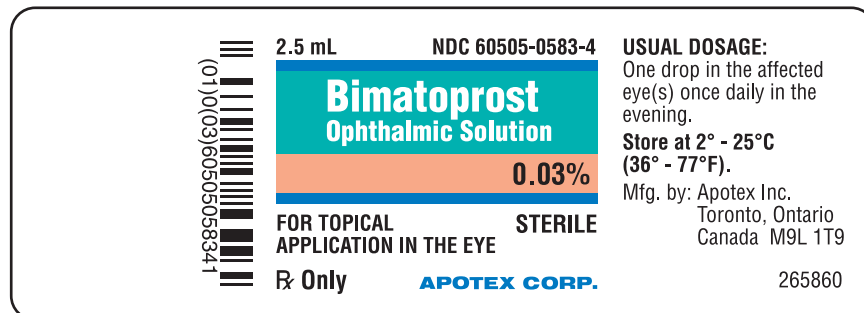 (01)0(03)60505058341
2.5 mL NDC 60505-0583-4
Bimatoprost
Ophthalmic Solution
0.03%
FOR TOPICAL STERILE
APPLICATION IN THE EYE
Rx Only APOTEX CORP.
USUAL DOSAGE:
One drop in the affected
eye(s) once daily in the
evening.
Store at 2° - 25°C
(36° - 77°F).
Mfg. by: Apotex Inc.
Toronto, Ontario
Canada M9L 1T9
265860